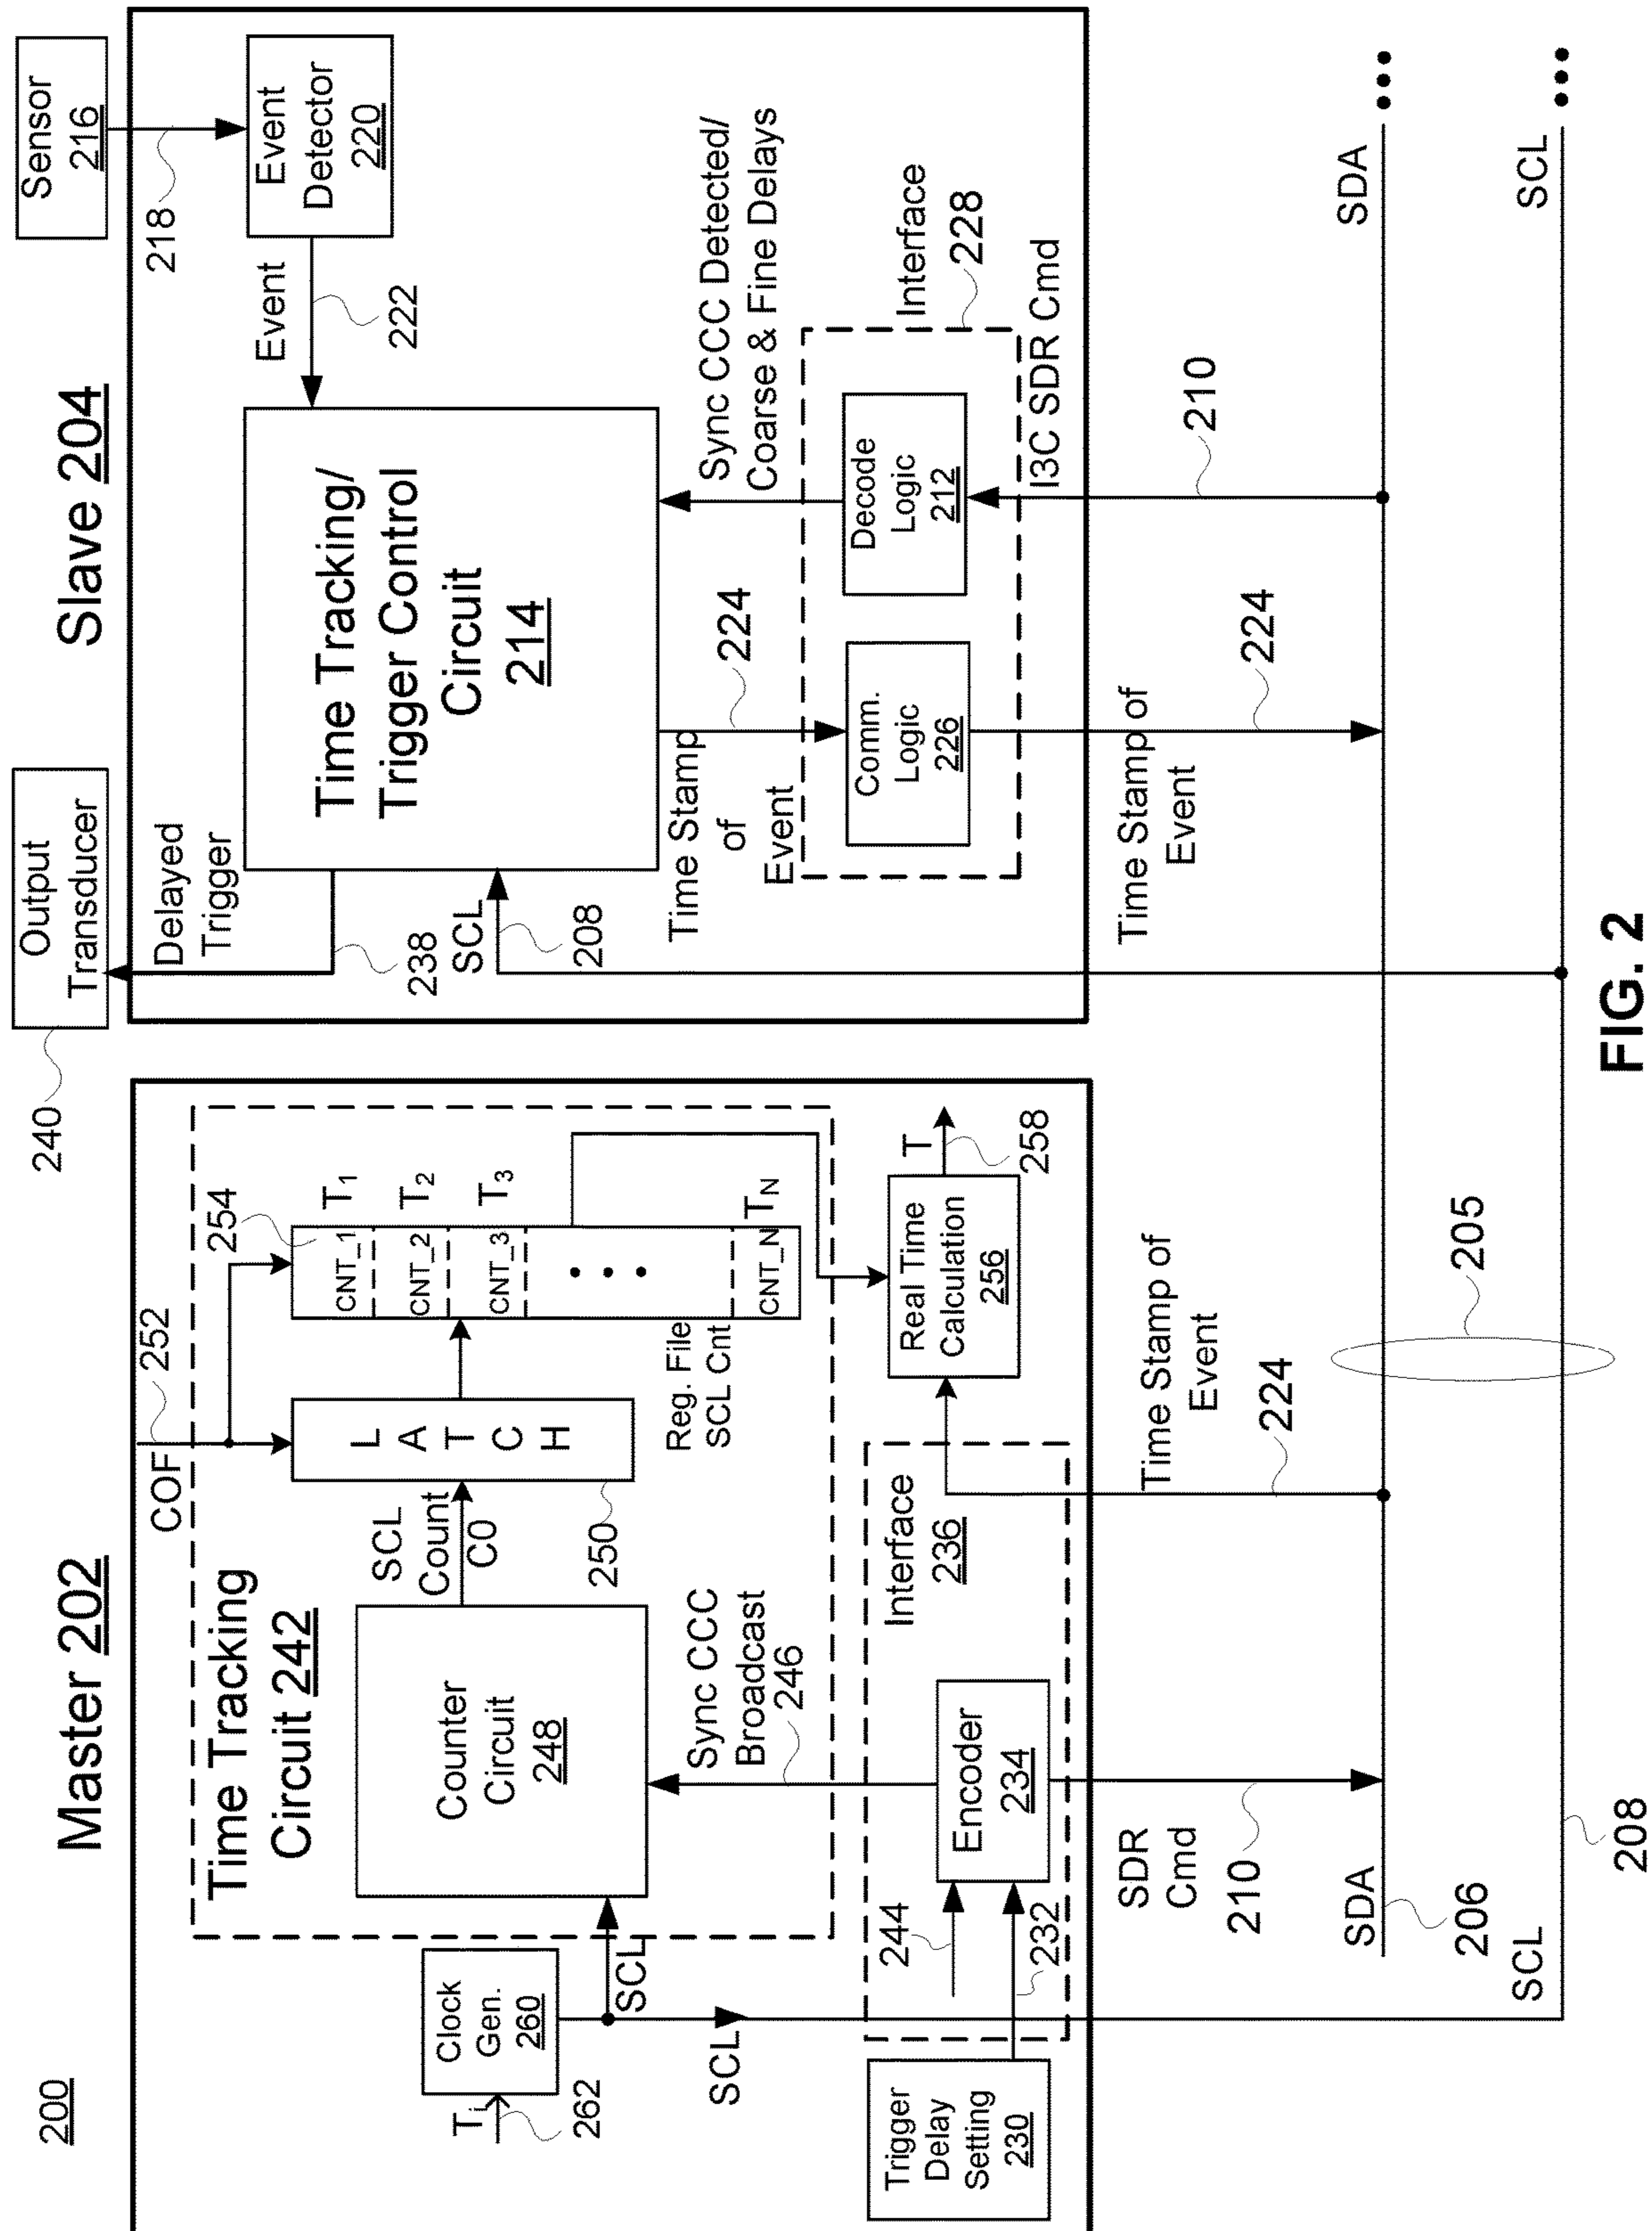 200
Master 202
Slave 204
240
Output
Transducer
Sensor
216
COF
252
254
Time Tracking
Circuit 242
Ti
262
Clock
Gen.
260
SCL
SCL
Counter
Circuit
248
SCL
Count
C0
L
A
T
C
H
250
CNT_1
CNT_2
CNT_3
• • •
CNT_N
T1
T2
T3
TN
Reg. File
SCL Cnt
Sync CCC
Broadcast
246
Trigger
Delay
Setting
230
244
232
Encoder
234
Interface
236
Real Time
Calculation
256
T
258
Delayed
Trigger
238
SCL
208
Time Tracking/
Trigger Control
Circuit
214
218
Event
Detector
220
Event
222
Time Stamp
of
Event
224
Sync CCC Detected/
Coarse & Fine Delays
Comm.
Logic
226
Decode
Logic
212
Interface
228
I3C SDR Cmd
SDR
Cmd
210
Time Stamp of
Event
224
Time Stamp of
Event
224
210
SDA
206
205
SDA
•••
SCL
208
SCL
•••
FIG. 2